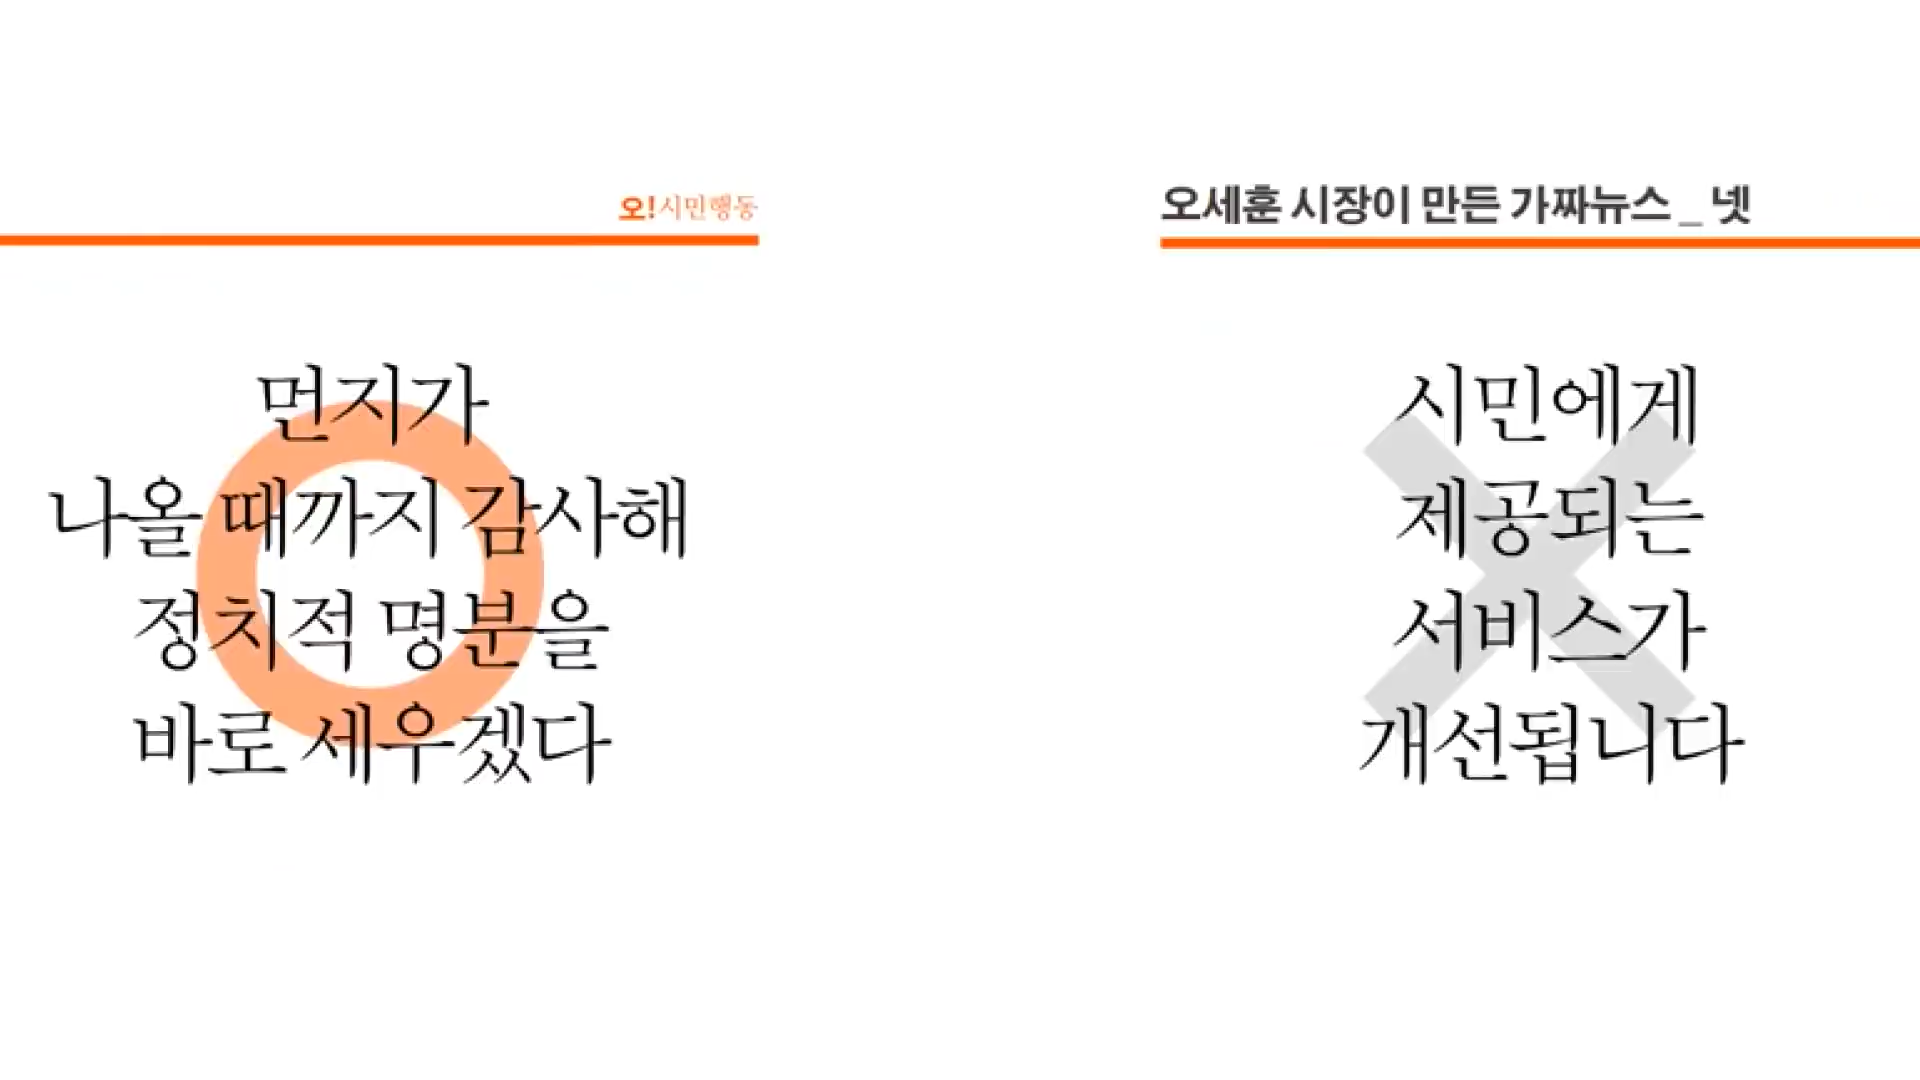 오!시민행동
먼지가
나올 때까지 감사해
정치적 명분을
바로 세우겠다
오세훈 시장이 만든 가짜뉴스 _ 넷
시민에게
제공되는
서비스가
개선됩니다